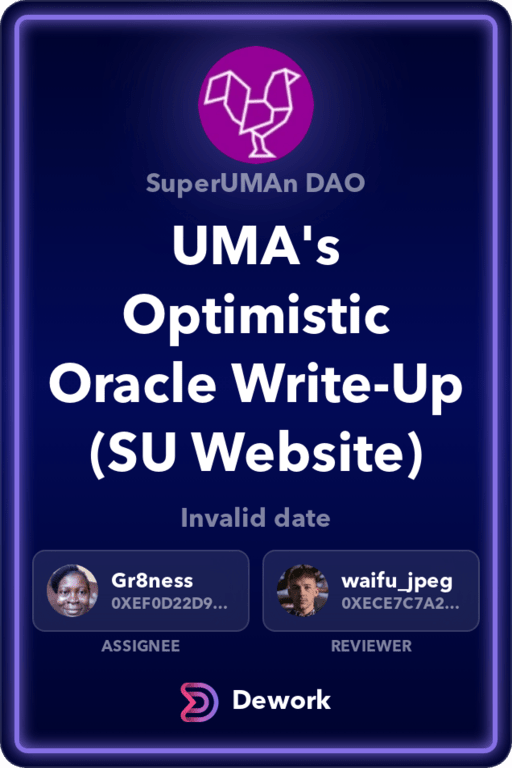 SuperUMAn DAO
UMA's
Optimistic
Oracle Write-Up
(SU Website)
Invalid date
Gr8ness
0XEF0D22D9...
waifu_jpeg
0XECE7C7A2...
ASSIGNEE
REVIEWER
Dework